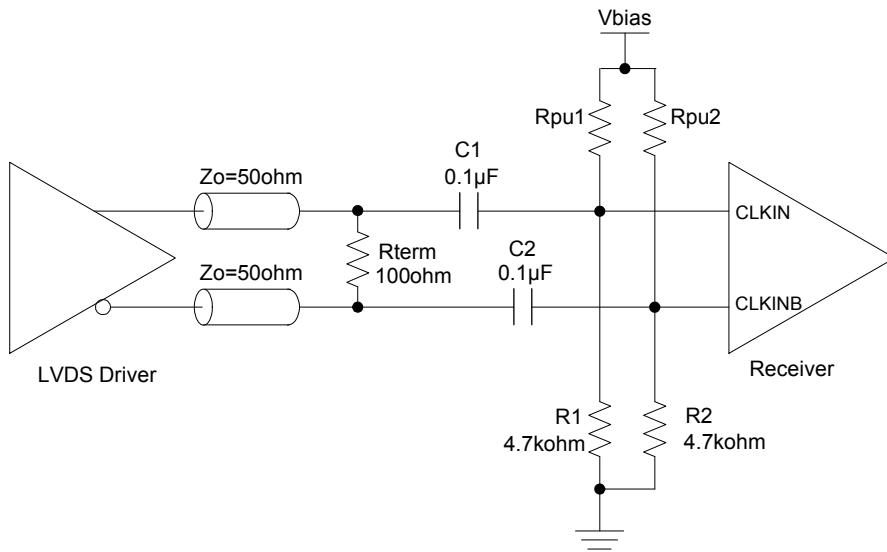 Vbias
Rpu1
Rpu2
C1
0.1µF
Zo=50ohm
CLKIN
Rterm
100ohm
C2
0.1µF
Zo=50ohm
CLKINB
LVDS Driver
Receiver
R1
4.7kohm
R2
4.7kohm